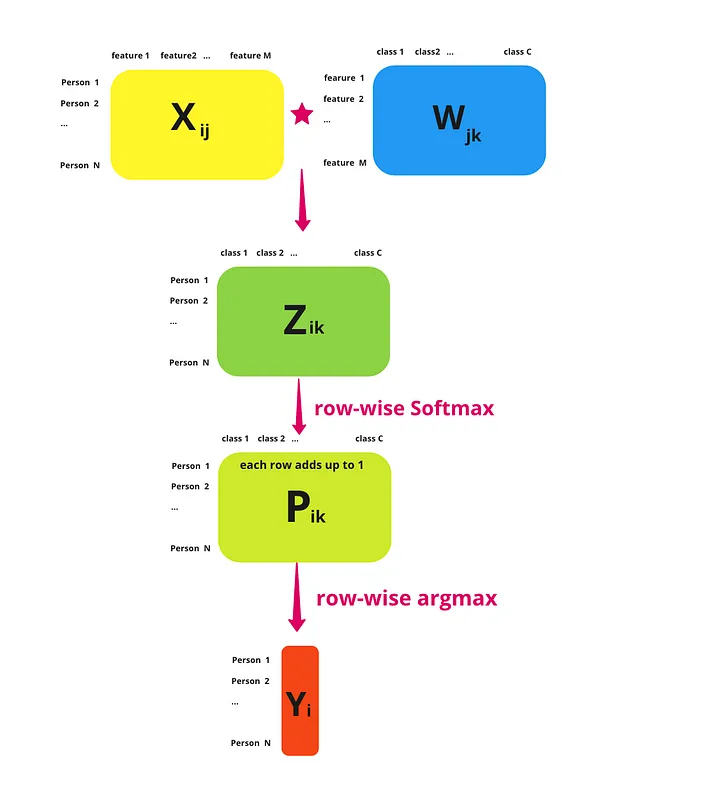 feature 1 feature2 ... feature M
Person 1
Person 2
...
Person N
X ij
class 1 class2 ... class C
fearure 1
feature 2
...
feature M
W jk
class 1 class 2 ... class C
Person 1
Person 2
...
Person N
Z ik
row-wise Softmax
class 1 class 2 ... class C
Person 1
Person 2
...
Person N
each row adds up to 1
P ik
row-wise argmax
Person 1
Person 2
...
Person N
Y i